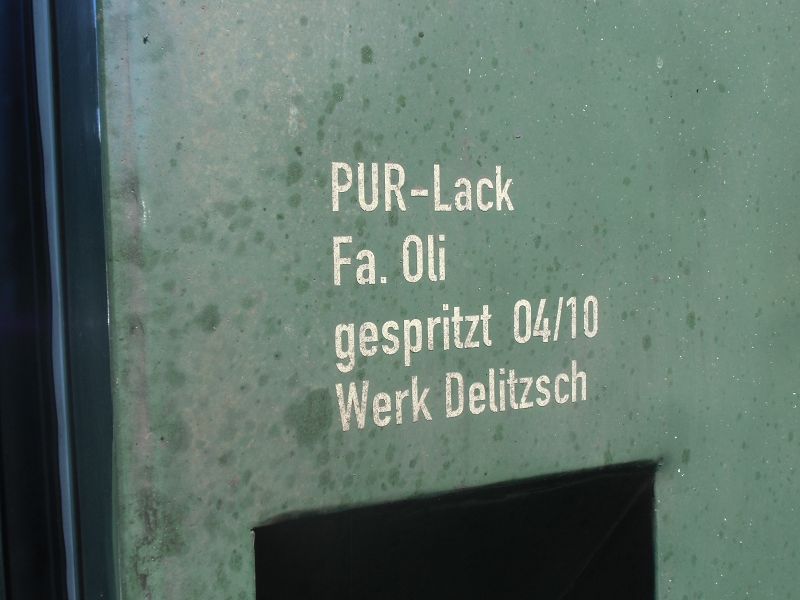 PUR-Lack
Fa. Oli
gespritzt 04/10
Werk Delitzsch